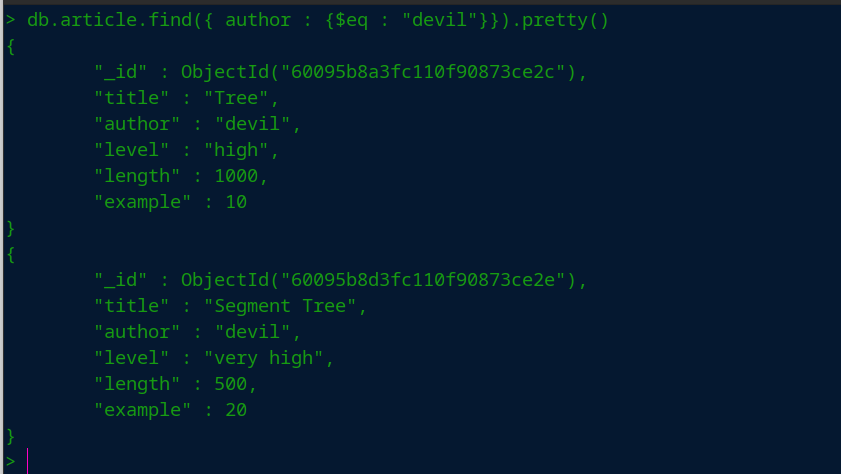 > db.article.find({ author : {$eq : "devil"}}).pretty()
{
        "_id" : ObjectId("60095b8a3fc110f90873ce2c"),
        "title" : "Tree",
        "author" : "devil",
        "level" : "high",
        "length" : 1000,
        "example" : 10
}
{
        "_id" : ObjectId("60095b8d3fc110f90873ce2e"),
        "title" : "Segment Tree",
        "author" : "devil",
        "level" : "very high",
        "length" : 500,
        "example" : 20
}
>